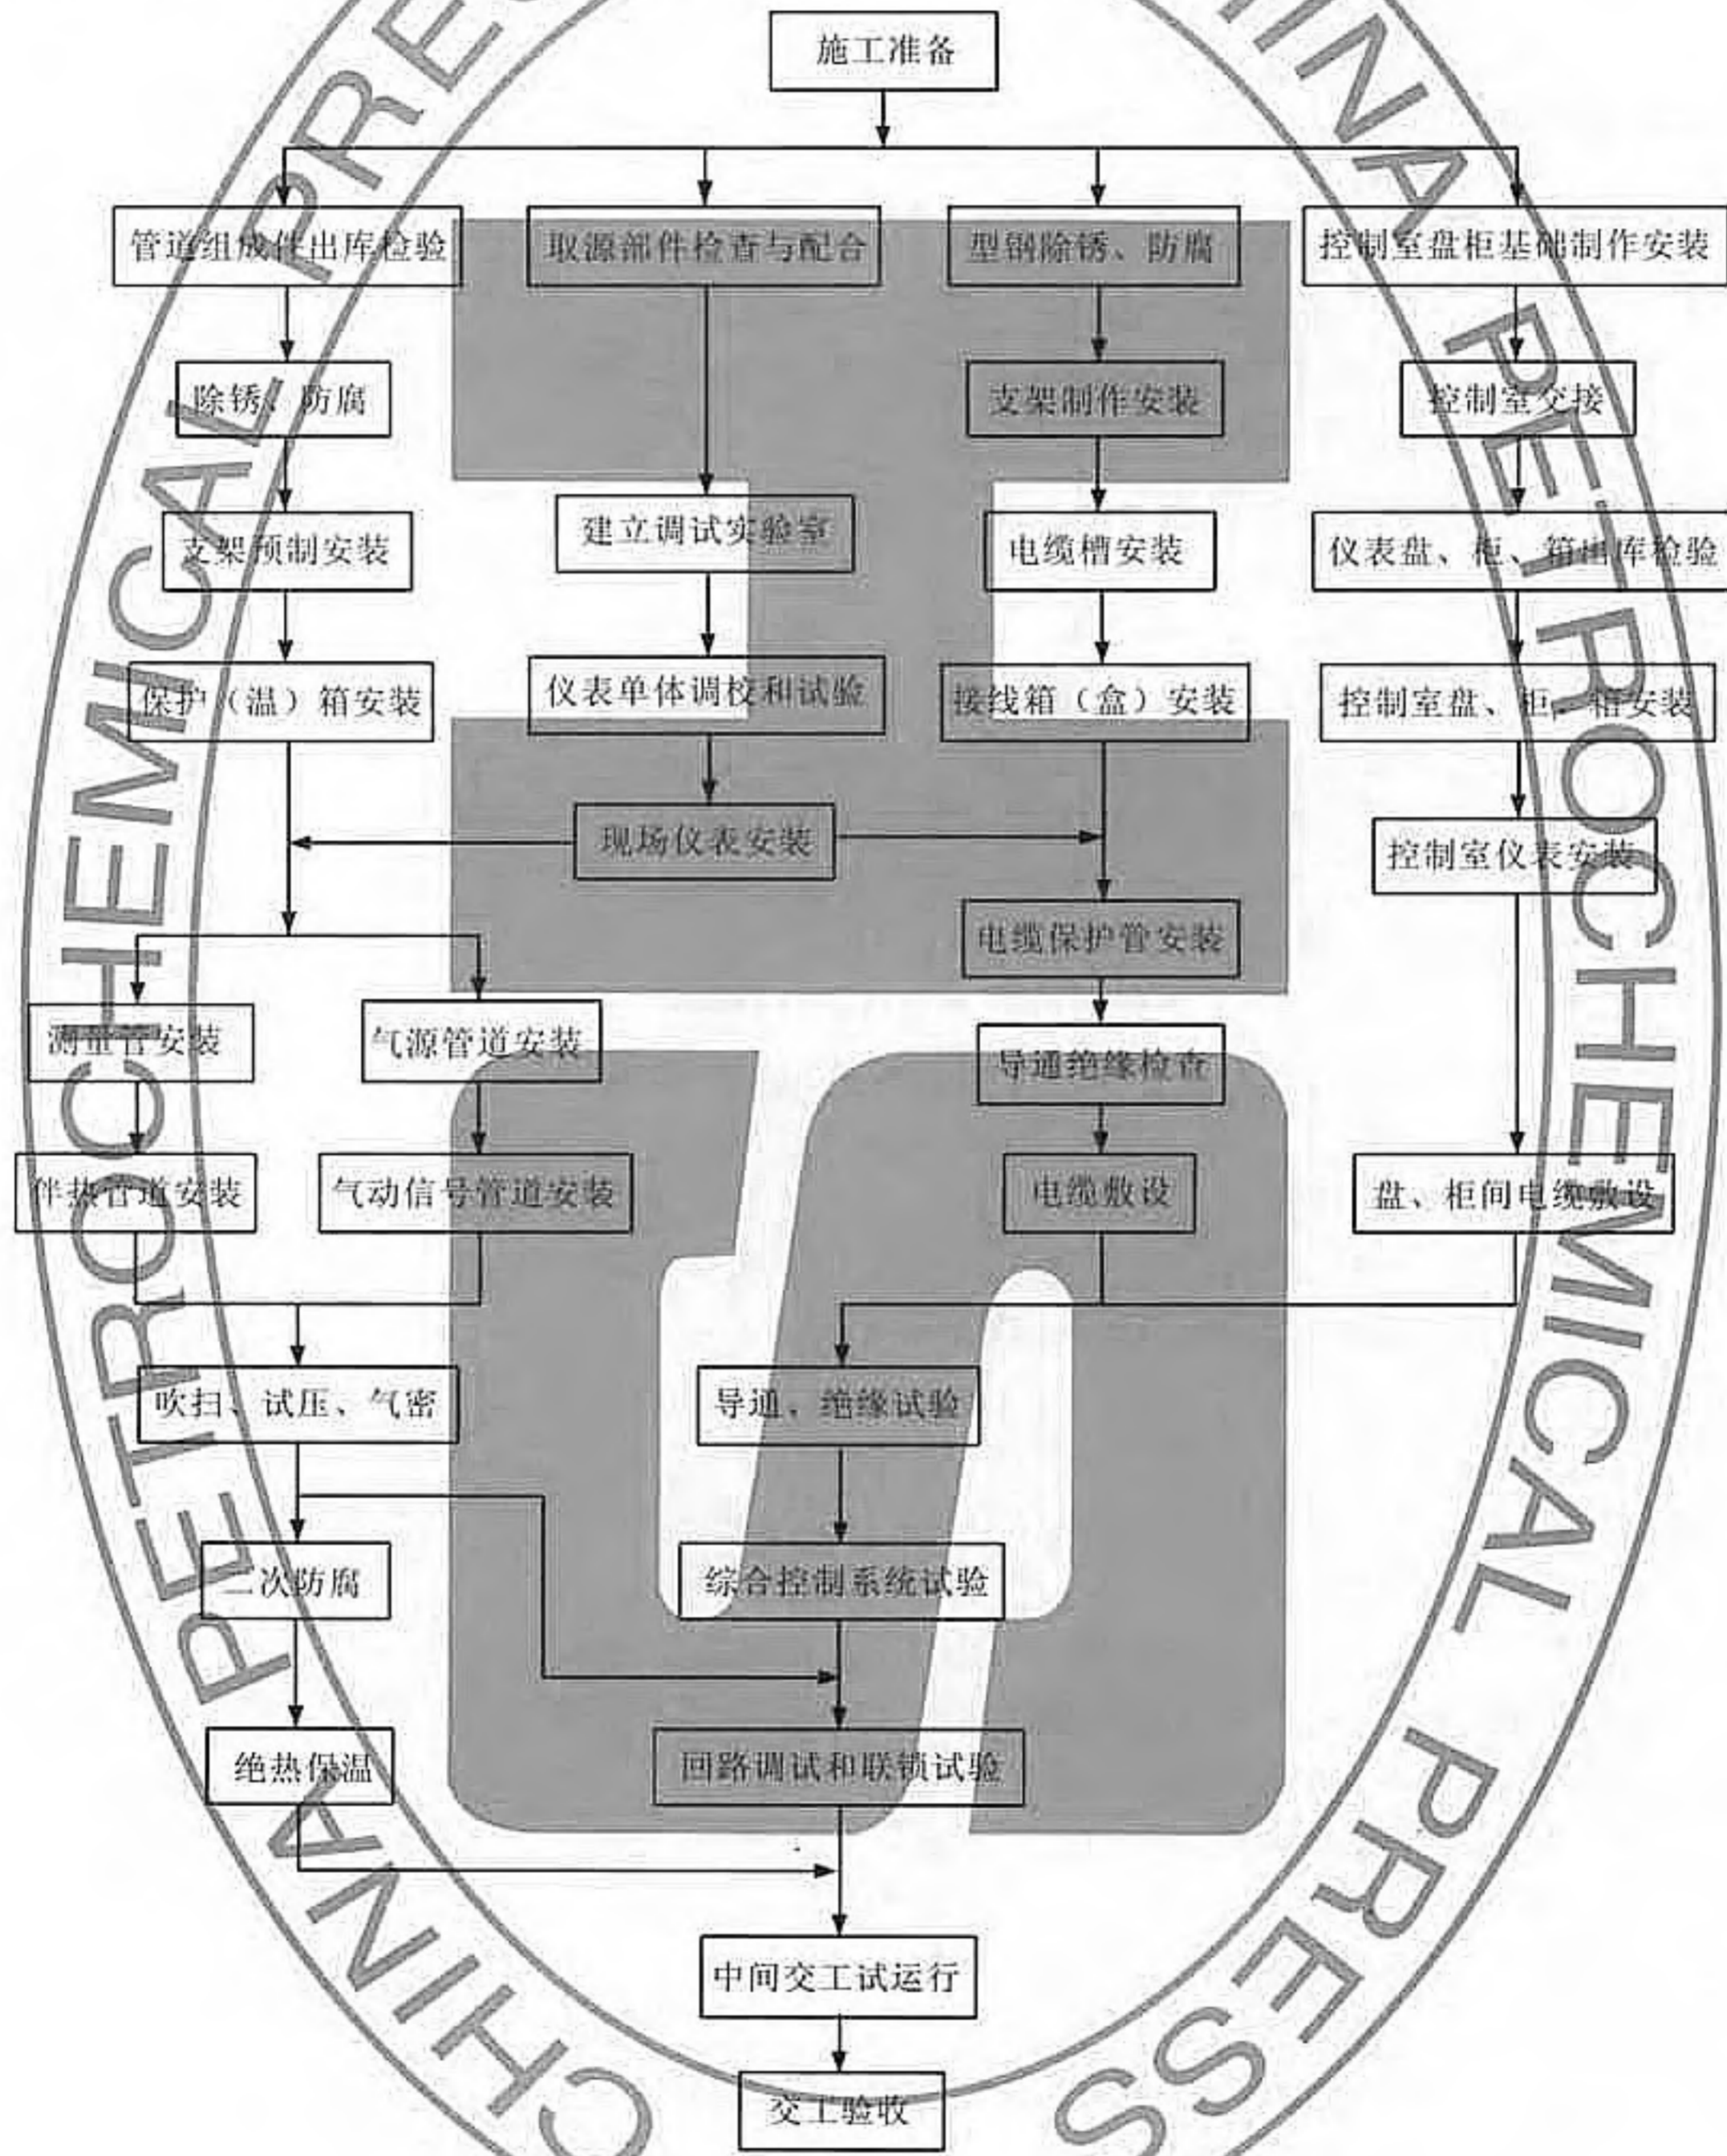 施工准备
管道组成件出库检验
取源部件检查与配合
型钢除锈、防腐
控制室盘柜基础制作安装
除锈、防腐
支架制作安装
控制室交接
支架预制安装
建立调试实验室
电缆槽安装
仪表盘、柜、箱出库检验
保护（温）箱安装
仪表单体调校和试验
接线箱（盒）安装
控制室盘、柜、箱安装
现场仪表安装
控制室仪表安装
电缆保护管安装
测量管安装
气源管道安装
导通绝缘检查
伴热管道安装
气动信号管道安装
电缆敷设
盘、柜间电缆敷设
吹扫、试压、气密
导通、绝缘试验
二次防腐
综合控制系统试验
绝热保温
回路调试和联锁试验
中间交工试运行
交工验收
CHINA PETROCHEMICAL PRESS
CHINA PETROCHEMICAL PRESS